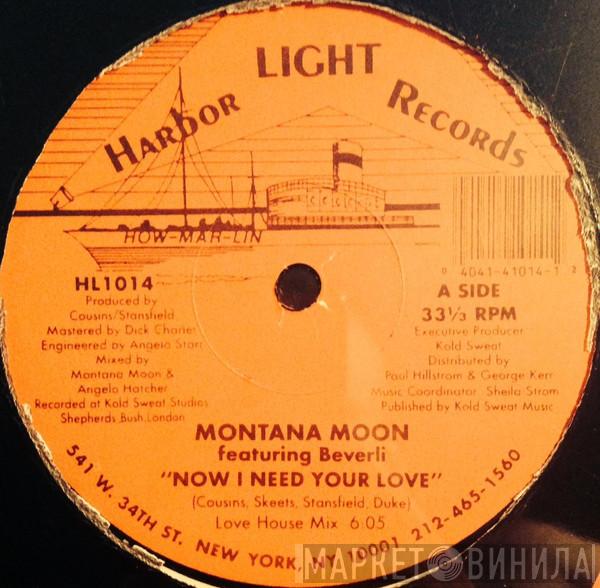 HARBOR LIGHT RECORDS
HOW-MAR-LIN
0 4041-41014-1 2
HL1014
Produced by
Cousins/Stansfield
Mastered by Dick Charles
Engineered by Angela Starr
Mixed by
Montana Moon &
Angelo Hatcher
Recorded at Kold Sweat Studios
Shepherds Bush, London
A SIDE
33⅓ RPM
Executive Producer
Kold Sweat
Distributed by
Paul Hillstrom & George Kerr
Music Coordinator Sheila Strom
Published by Kold Sweat Music
MONTANA MOON
featuring Beverli
"NOW I NEED YOUR LOVE"
(Cousins, Skeets, Stansfield, Duke)
Love House Mix 6:05
541 W. 34TH ST. NEW YORK, NY 10001 212-465-1560
МАРКЕТ ВИНИЛА